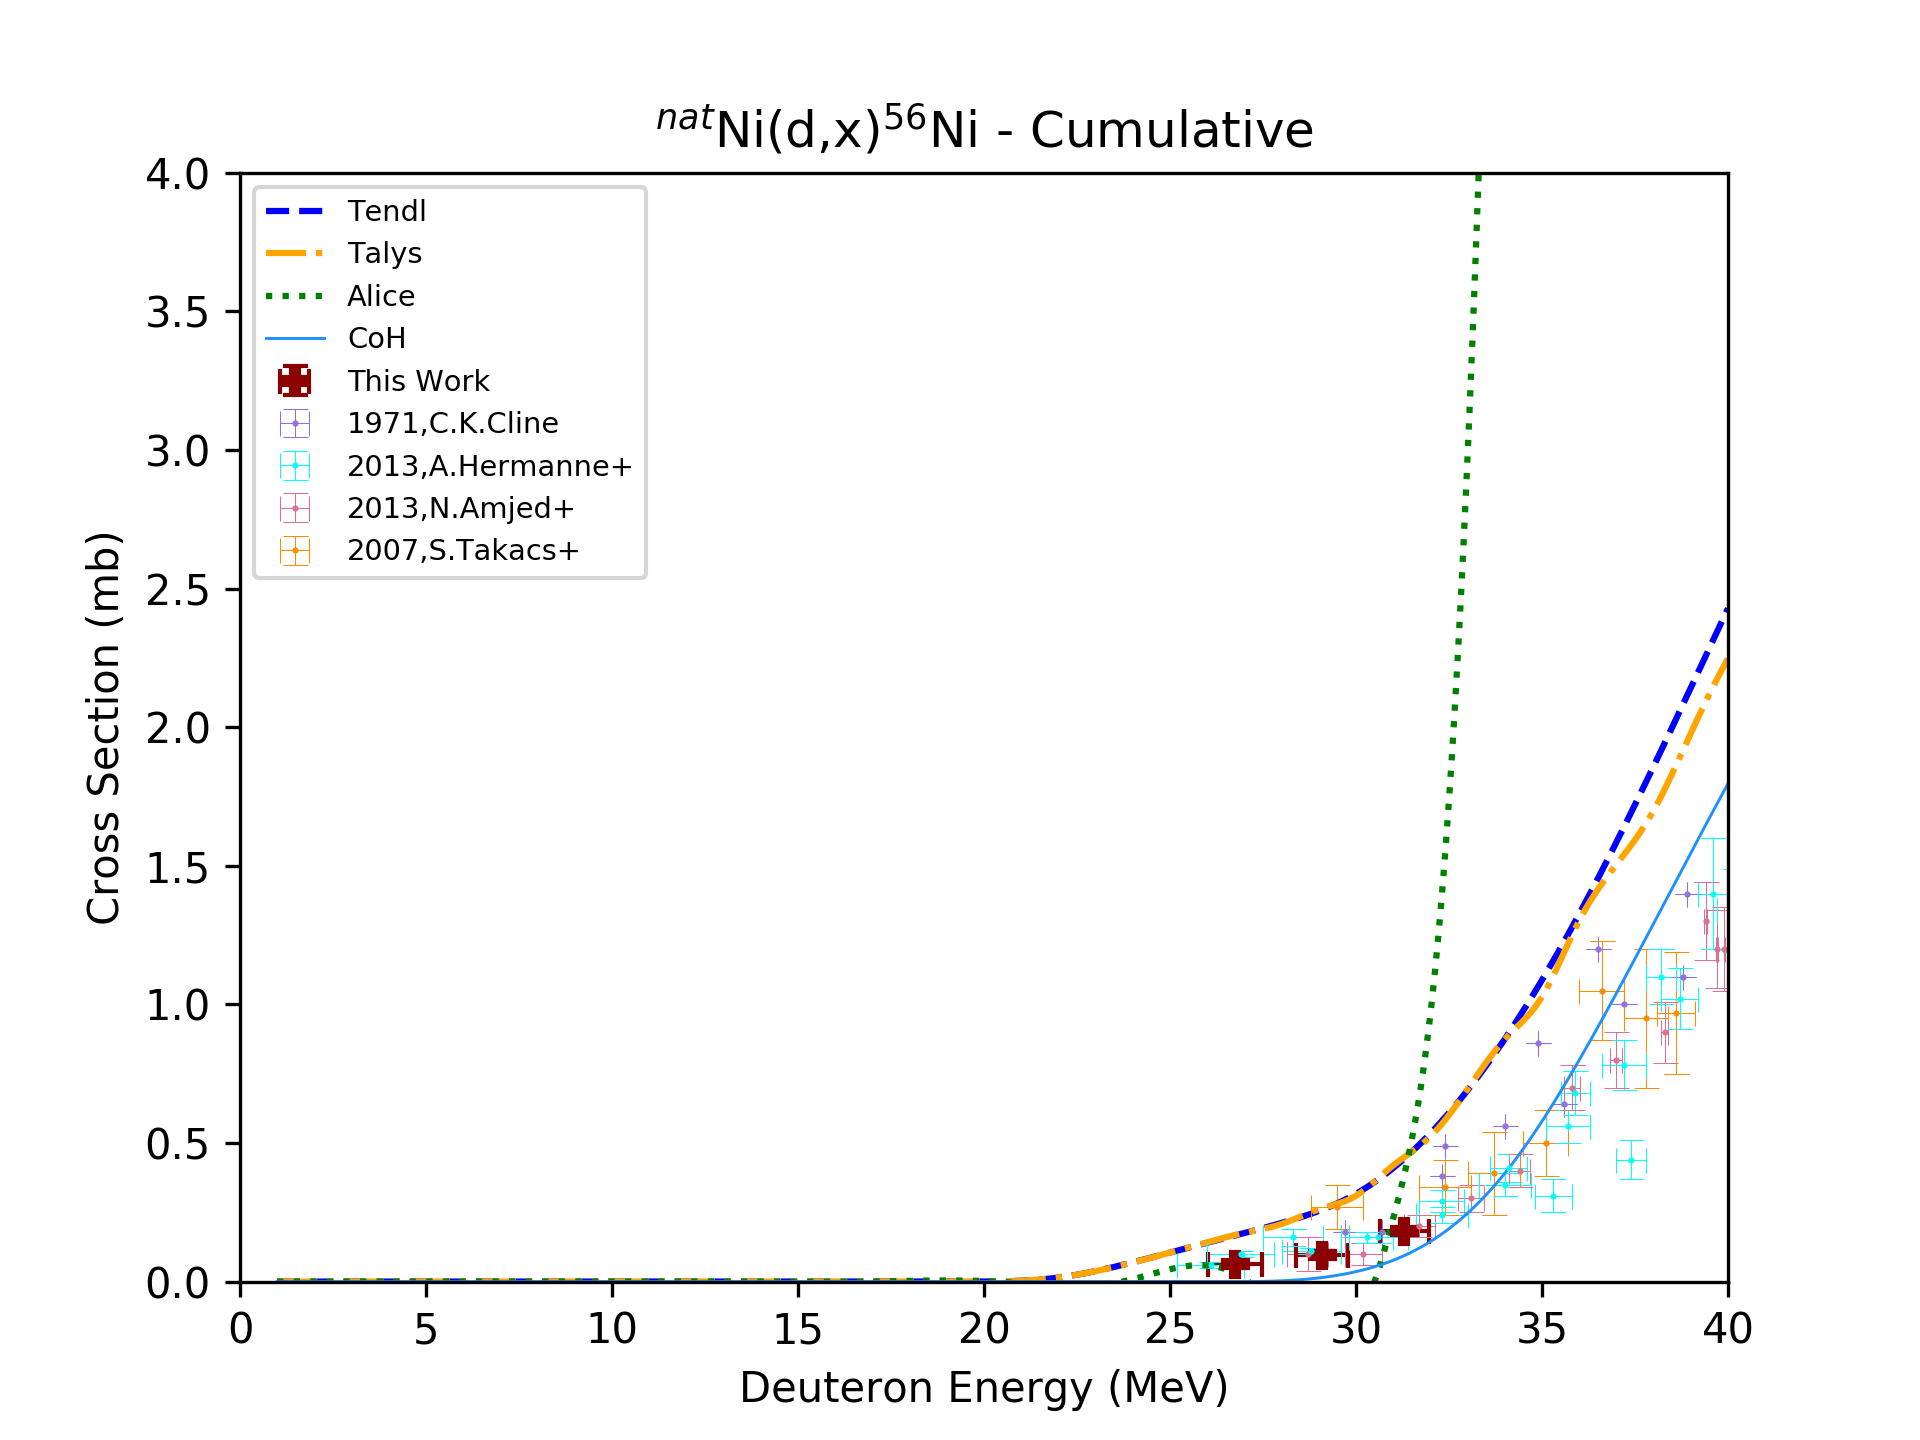 natNi(d,x)56Ni - Cumulative
4.0
3.5
3.0
2.5
2.0
1.5
1.0
0.5
0.0
Cross Section (mb)
Tendl
Talys
Alice
CoH
This Work
1971,C.K.Cline
2013,A.Hermanne+
2013,N.Amjed+
2007,S.Takacs+
0 5 10 15 20 25 30 35 40
Deuteron Energy (MeV)